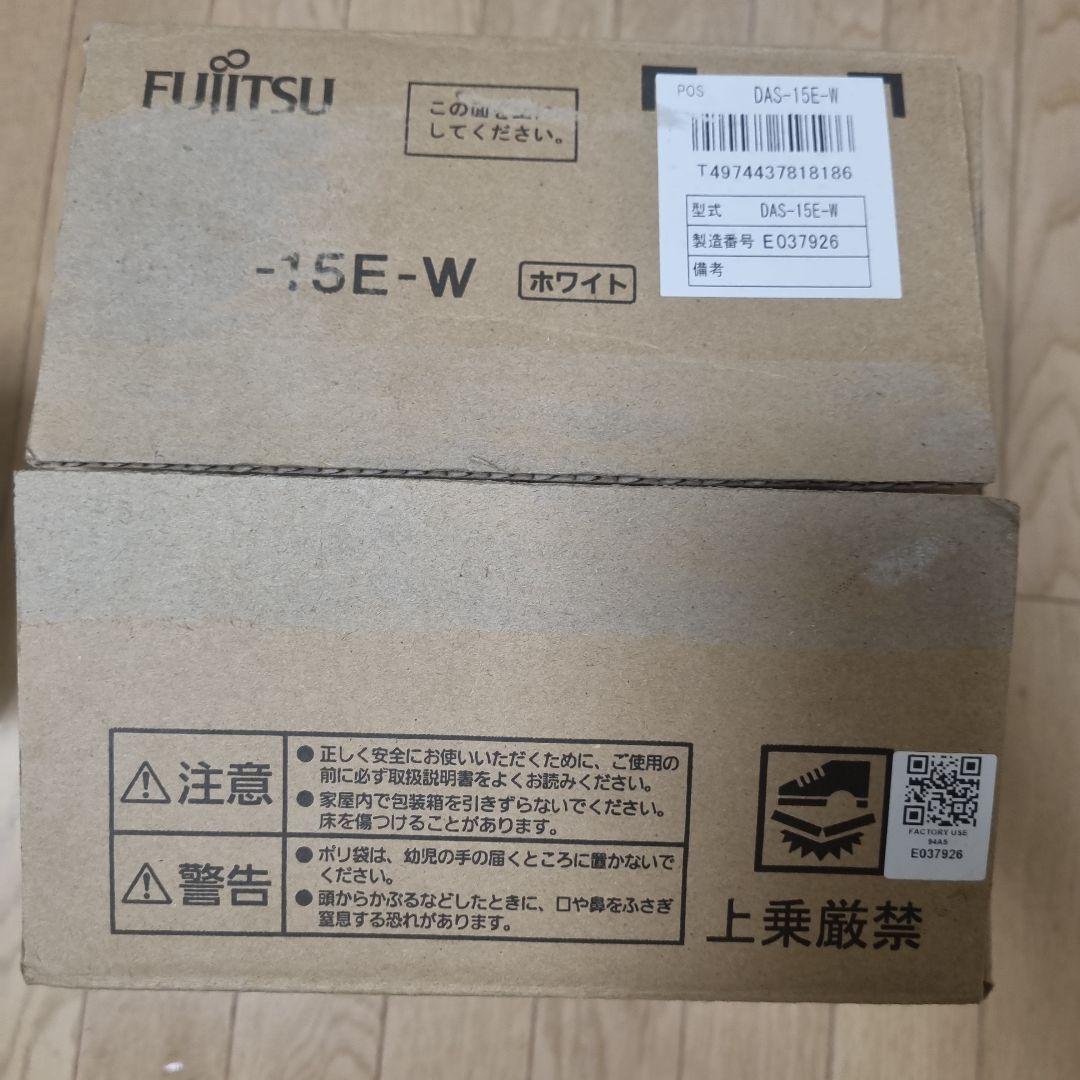 FUJITSU
してください。
POS DAS-15E-W
T4974437818186
型式 DAS-15E-W
製造番号 E037926
備考
-15E-W
ホワイト
注意
●正しく安全にお使いいただくために、ご使用の
前に必ず取扱説明書をよくお読みください。
●家屋内で包装箱を引きずらないでください。
床を傷つけることがあります。
警告
●ポリ袋は、幼児の手の届くところに置かないで
ください。
●頭からかぶるなどしたときに、口や鼻をふさぎ
窒息する恐れがあります。
上乗厳禁
FACTORY USE
94A5
E037926